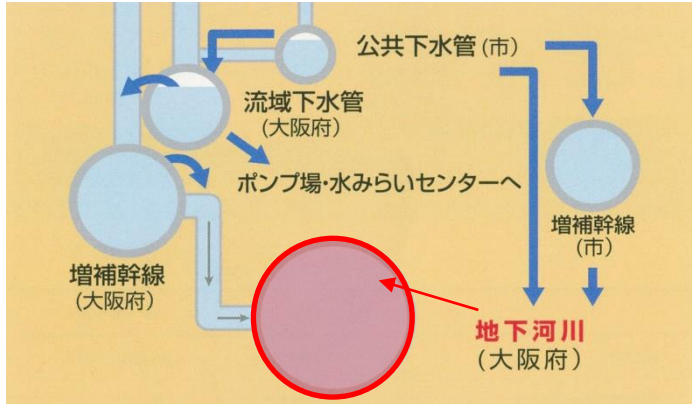 公共下水管(市)
流域下水管
(大阪府)
ポンプ場・水みらいセンターへ
増補幹線
(市)
増補幹線
(大阪府)
地下河川
(大阪府)